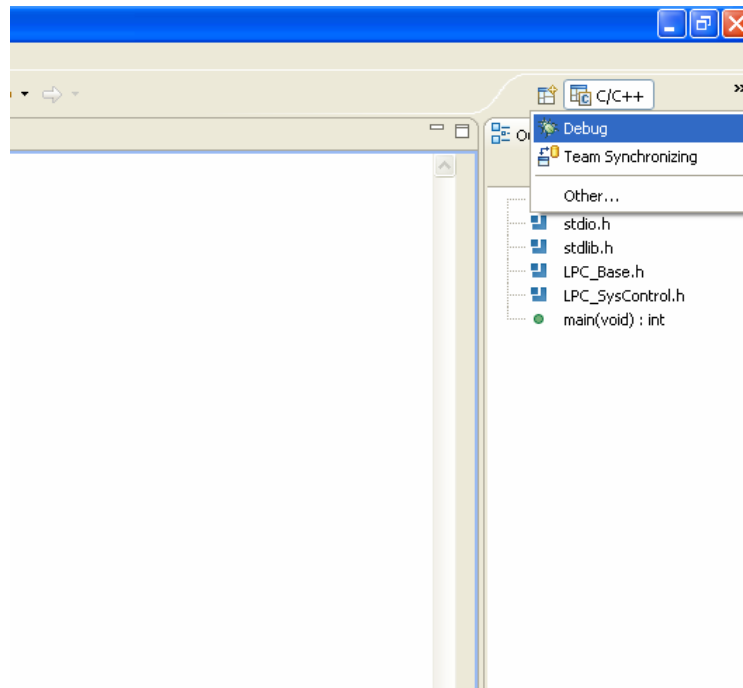 C/C++
Debug
Team Synchronizing
Other...
stdio.h
stdlib.h
LPC_Base.h
LPC_SysControl.h
main(void) : int